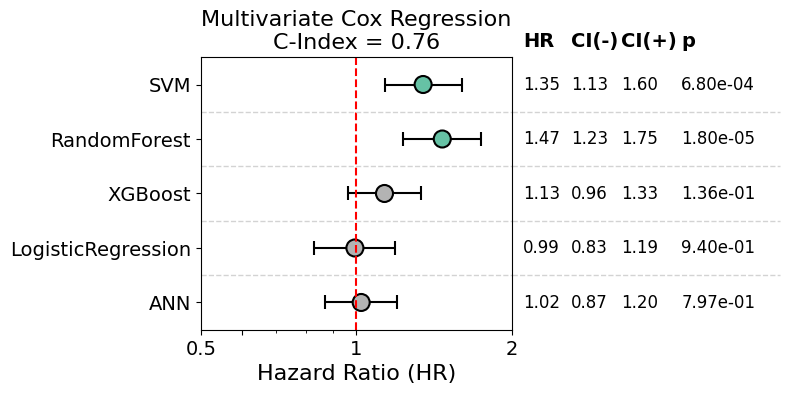 Multivariate Cox Regression
C-Index = 0.76
HR CI(-) CI(+) p
SVM 1.35 1.13 1.60 6.80e-04
RandomForest 1.47 1.23 1.75 1.80e-05
XGBoost 1.13 0.96 1.33 1.36e-01
LogisticRegression 0.99 0.83 1.19 9.40e-01
ANN 1.02 0.87 1.20 7.97e-01
0.5 1 2
Hazard Ratio (HR)